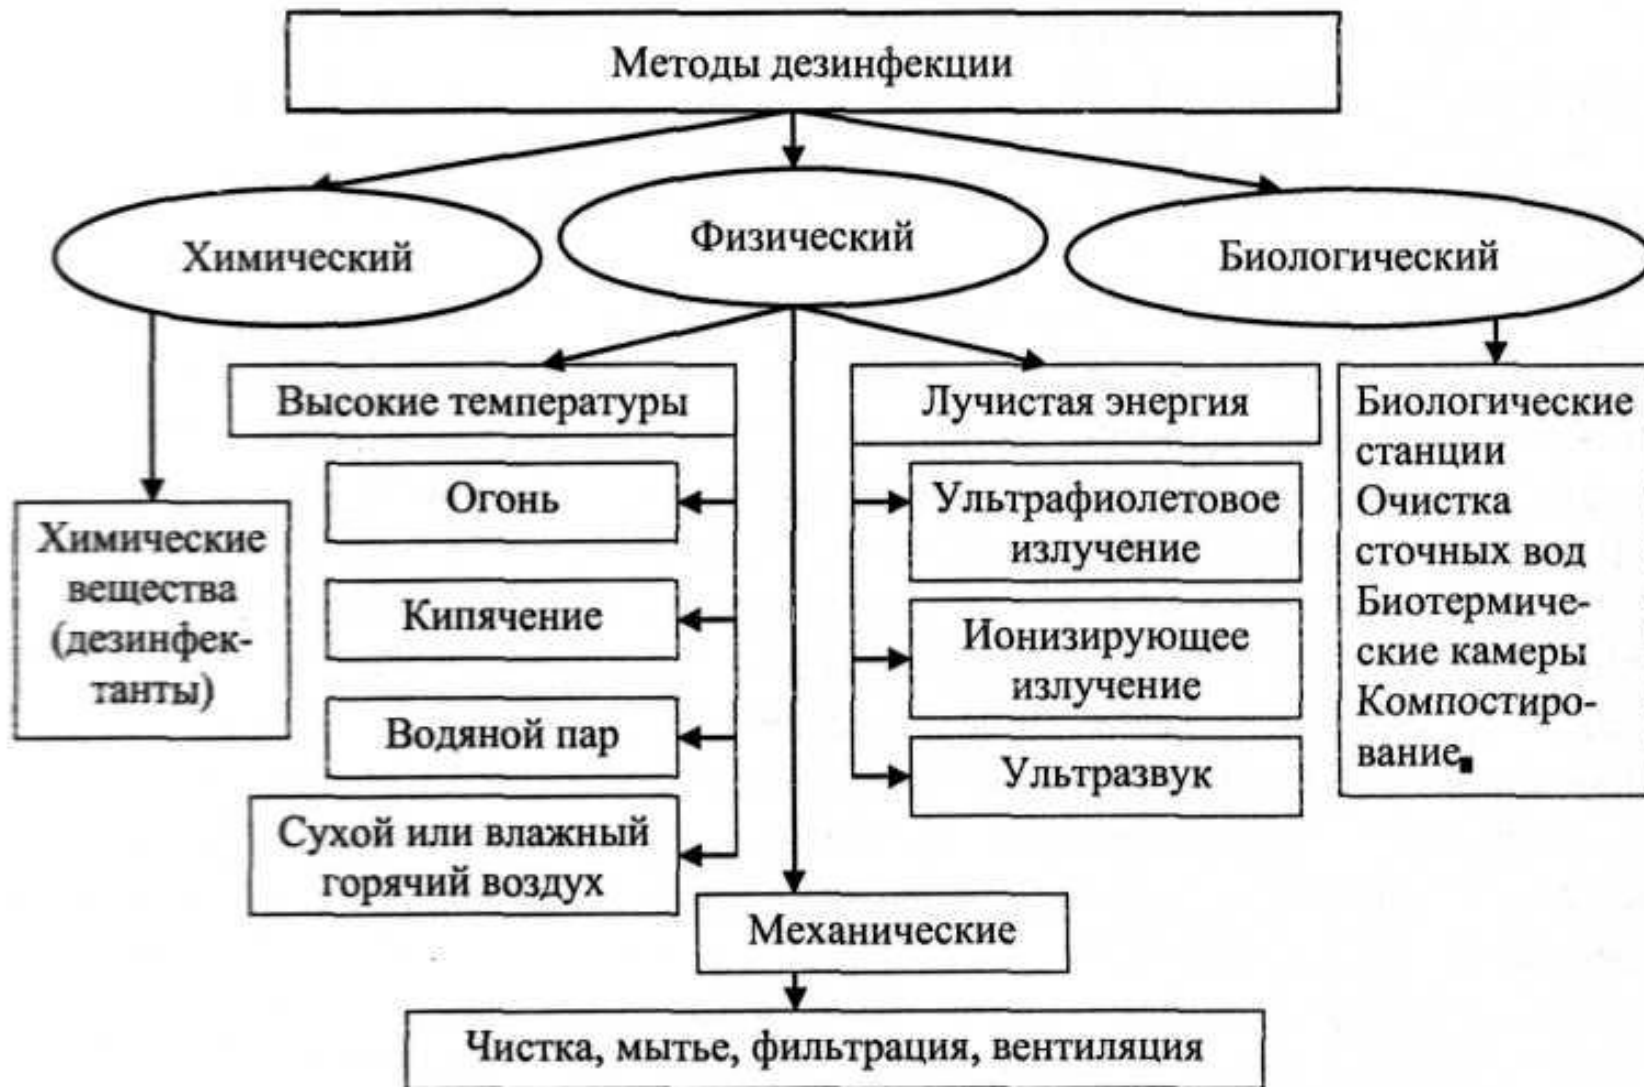 Методы дезинфекции
Химический
Физический
Биологический
Высокие температуры
Лучистая энергия
Химические
вещества
(дезинфек-
танты)
Огонь
Кипячение
Водяной пар
Сухой или влажный
горячий воздух
Ультрафиолетовое
излучение
Ионизирующее
излучение
Ультразвук
Биологические
станции
Очистка
сточных вод
Биотермиче-
ские камеры
Компостиро-
вание
Механические
Чистка, мытье, фильтрация, вентиляция